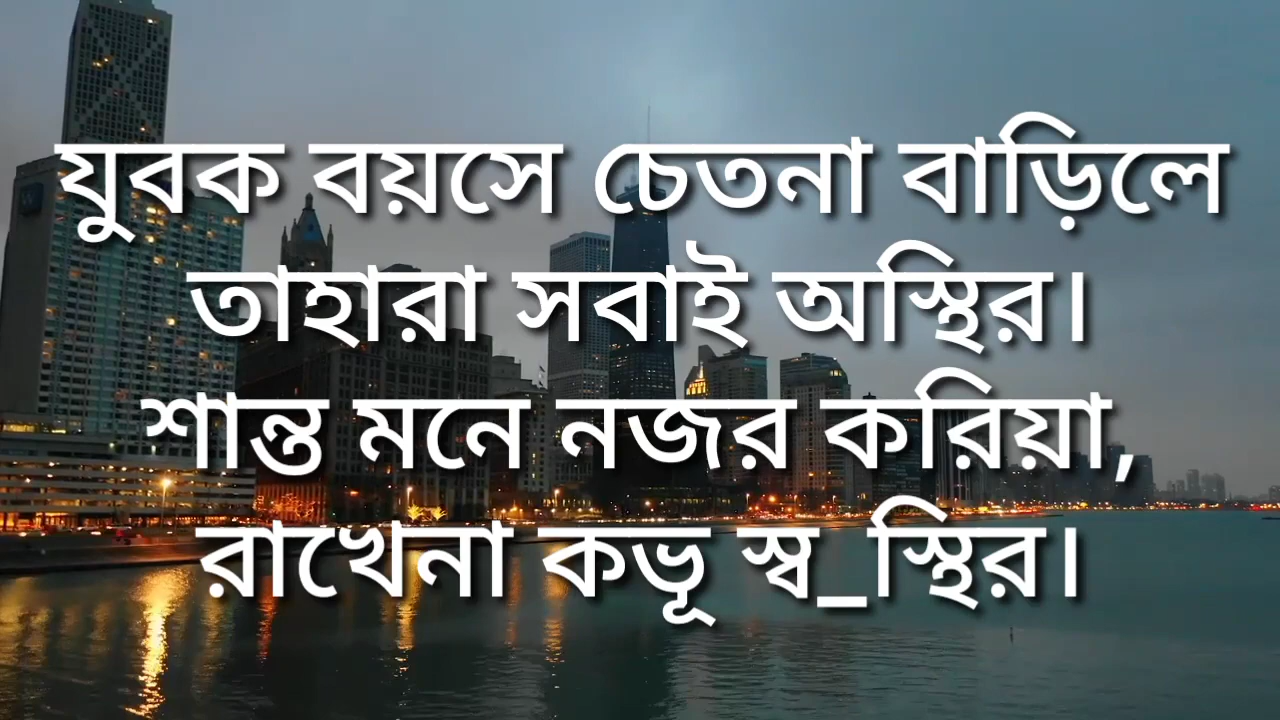 যুবক বয়সে চেতনা বাড়িলে
তাহারা সবাই অস্থির।
শান্ত মনে নজর করিয়া,
রাখেনা কভূ স্ব_স্থির।